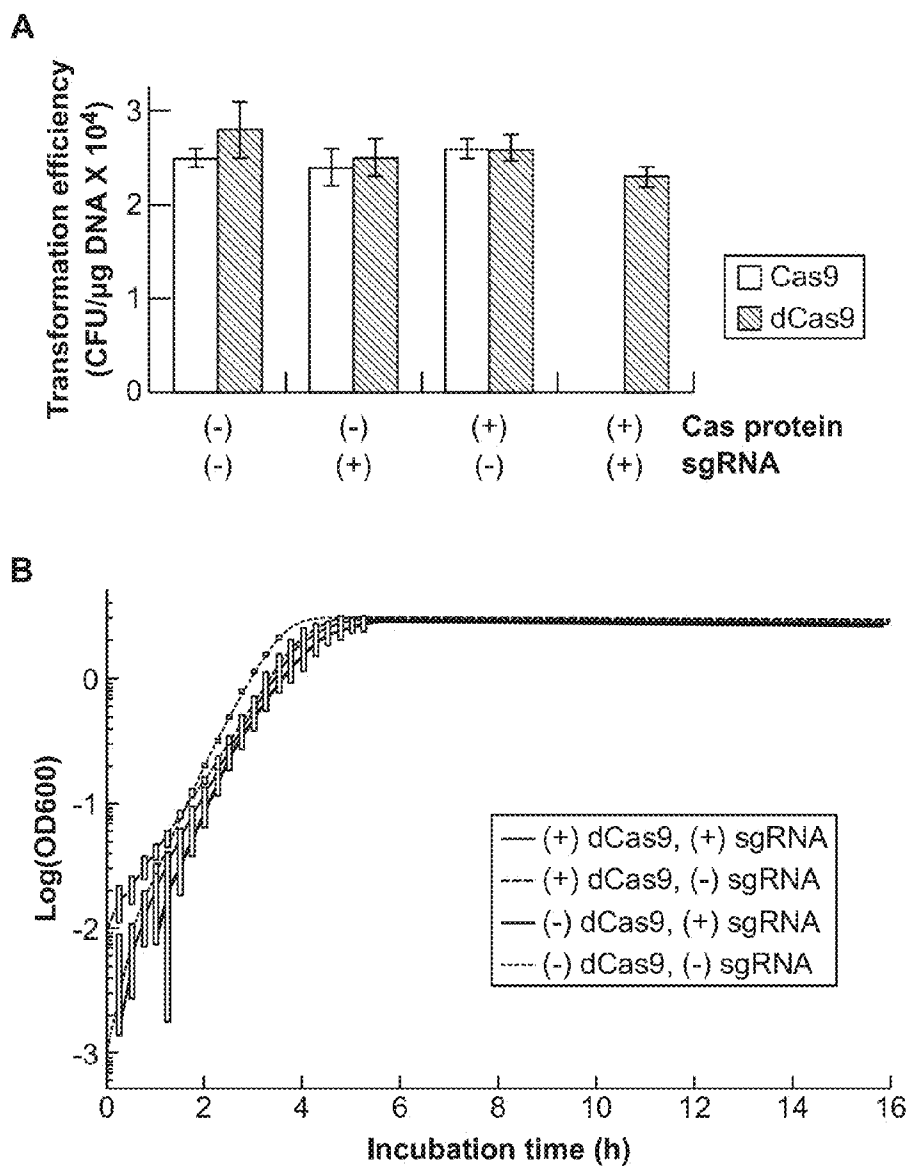 A
Transformation efficiency
(CFU/µg DNA X 10⁴)
3
2
1
0
Cas9
dCas9
(-) (-) (+) (+) Cas protein
(-) (+) (-) (+) sgRNA
B
Log(OD600)
0
-1
-2
-3
(+) dCas9, (+) sgRNA
(+) dCas9, (-) sgRNA
(-) dCas9, (+) sgRNA
(-) dCas9, (-) sgRNA
0 2 4 6 8 10 12 14 16
Incubation time (h)